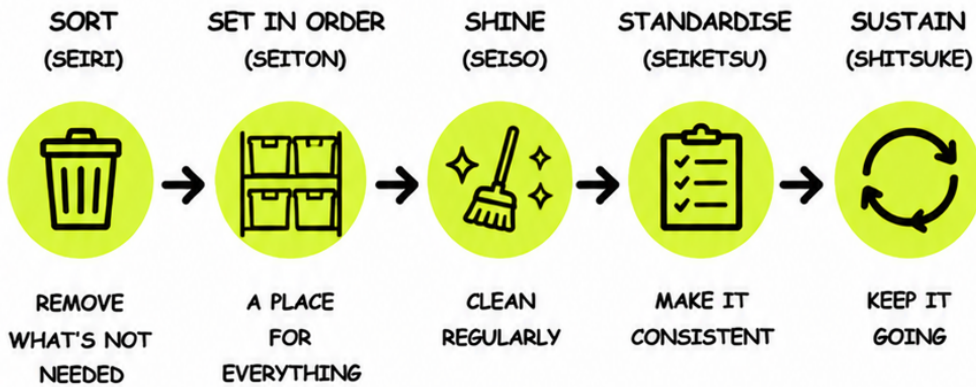 SORT
(SEIRI)
REMOVE
WHAT'S NOT
NEEDED
SET IN ORDER
(SEITON)
A PLACE
FOR
EVERYTHING
SHINE
(SEISO)
CLEAN
REGULARLY
STANDARDISE
(SEIKETSU)
MAKE IT
CONSISTENT
SUSTAIN
(SHITSUKE)
KEEP IT
GOING